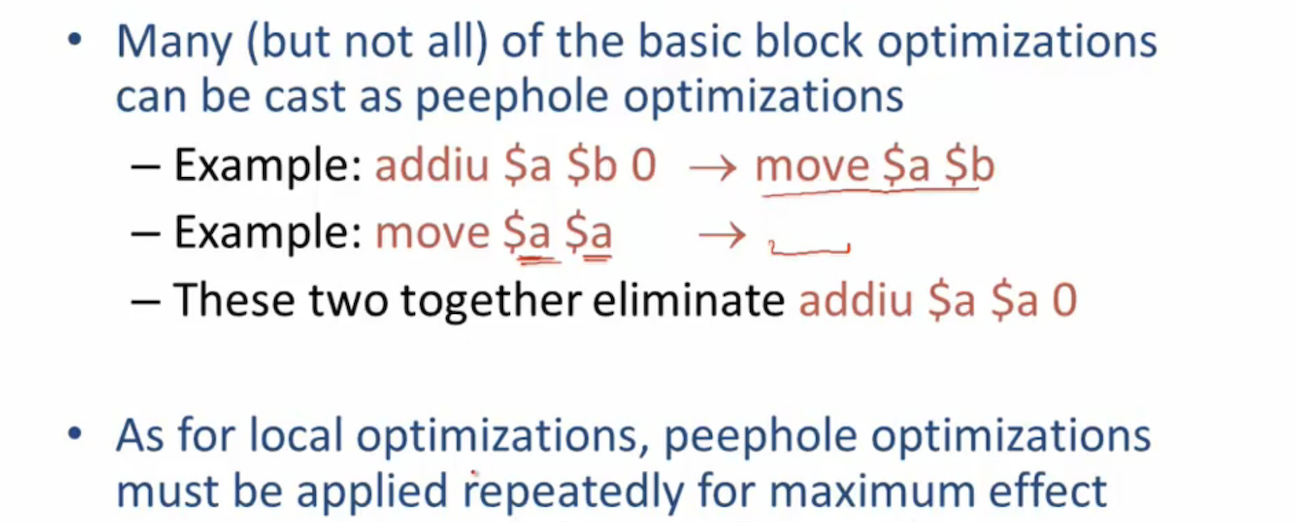 • Many (but not all) of the basic block optimizations
can be cast as peephole optimizations
– Example: addiu $a $b 0 → move $a $b
– Example: move $a $a →
– These two together eliminate addiu $a $a 0
• As for local optimizations, peephole optimizations
must be applied repeatedly for maximum effect